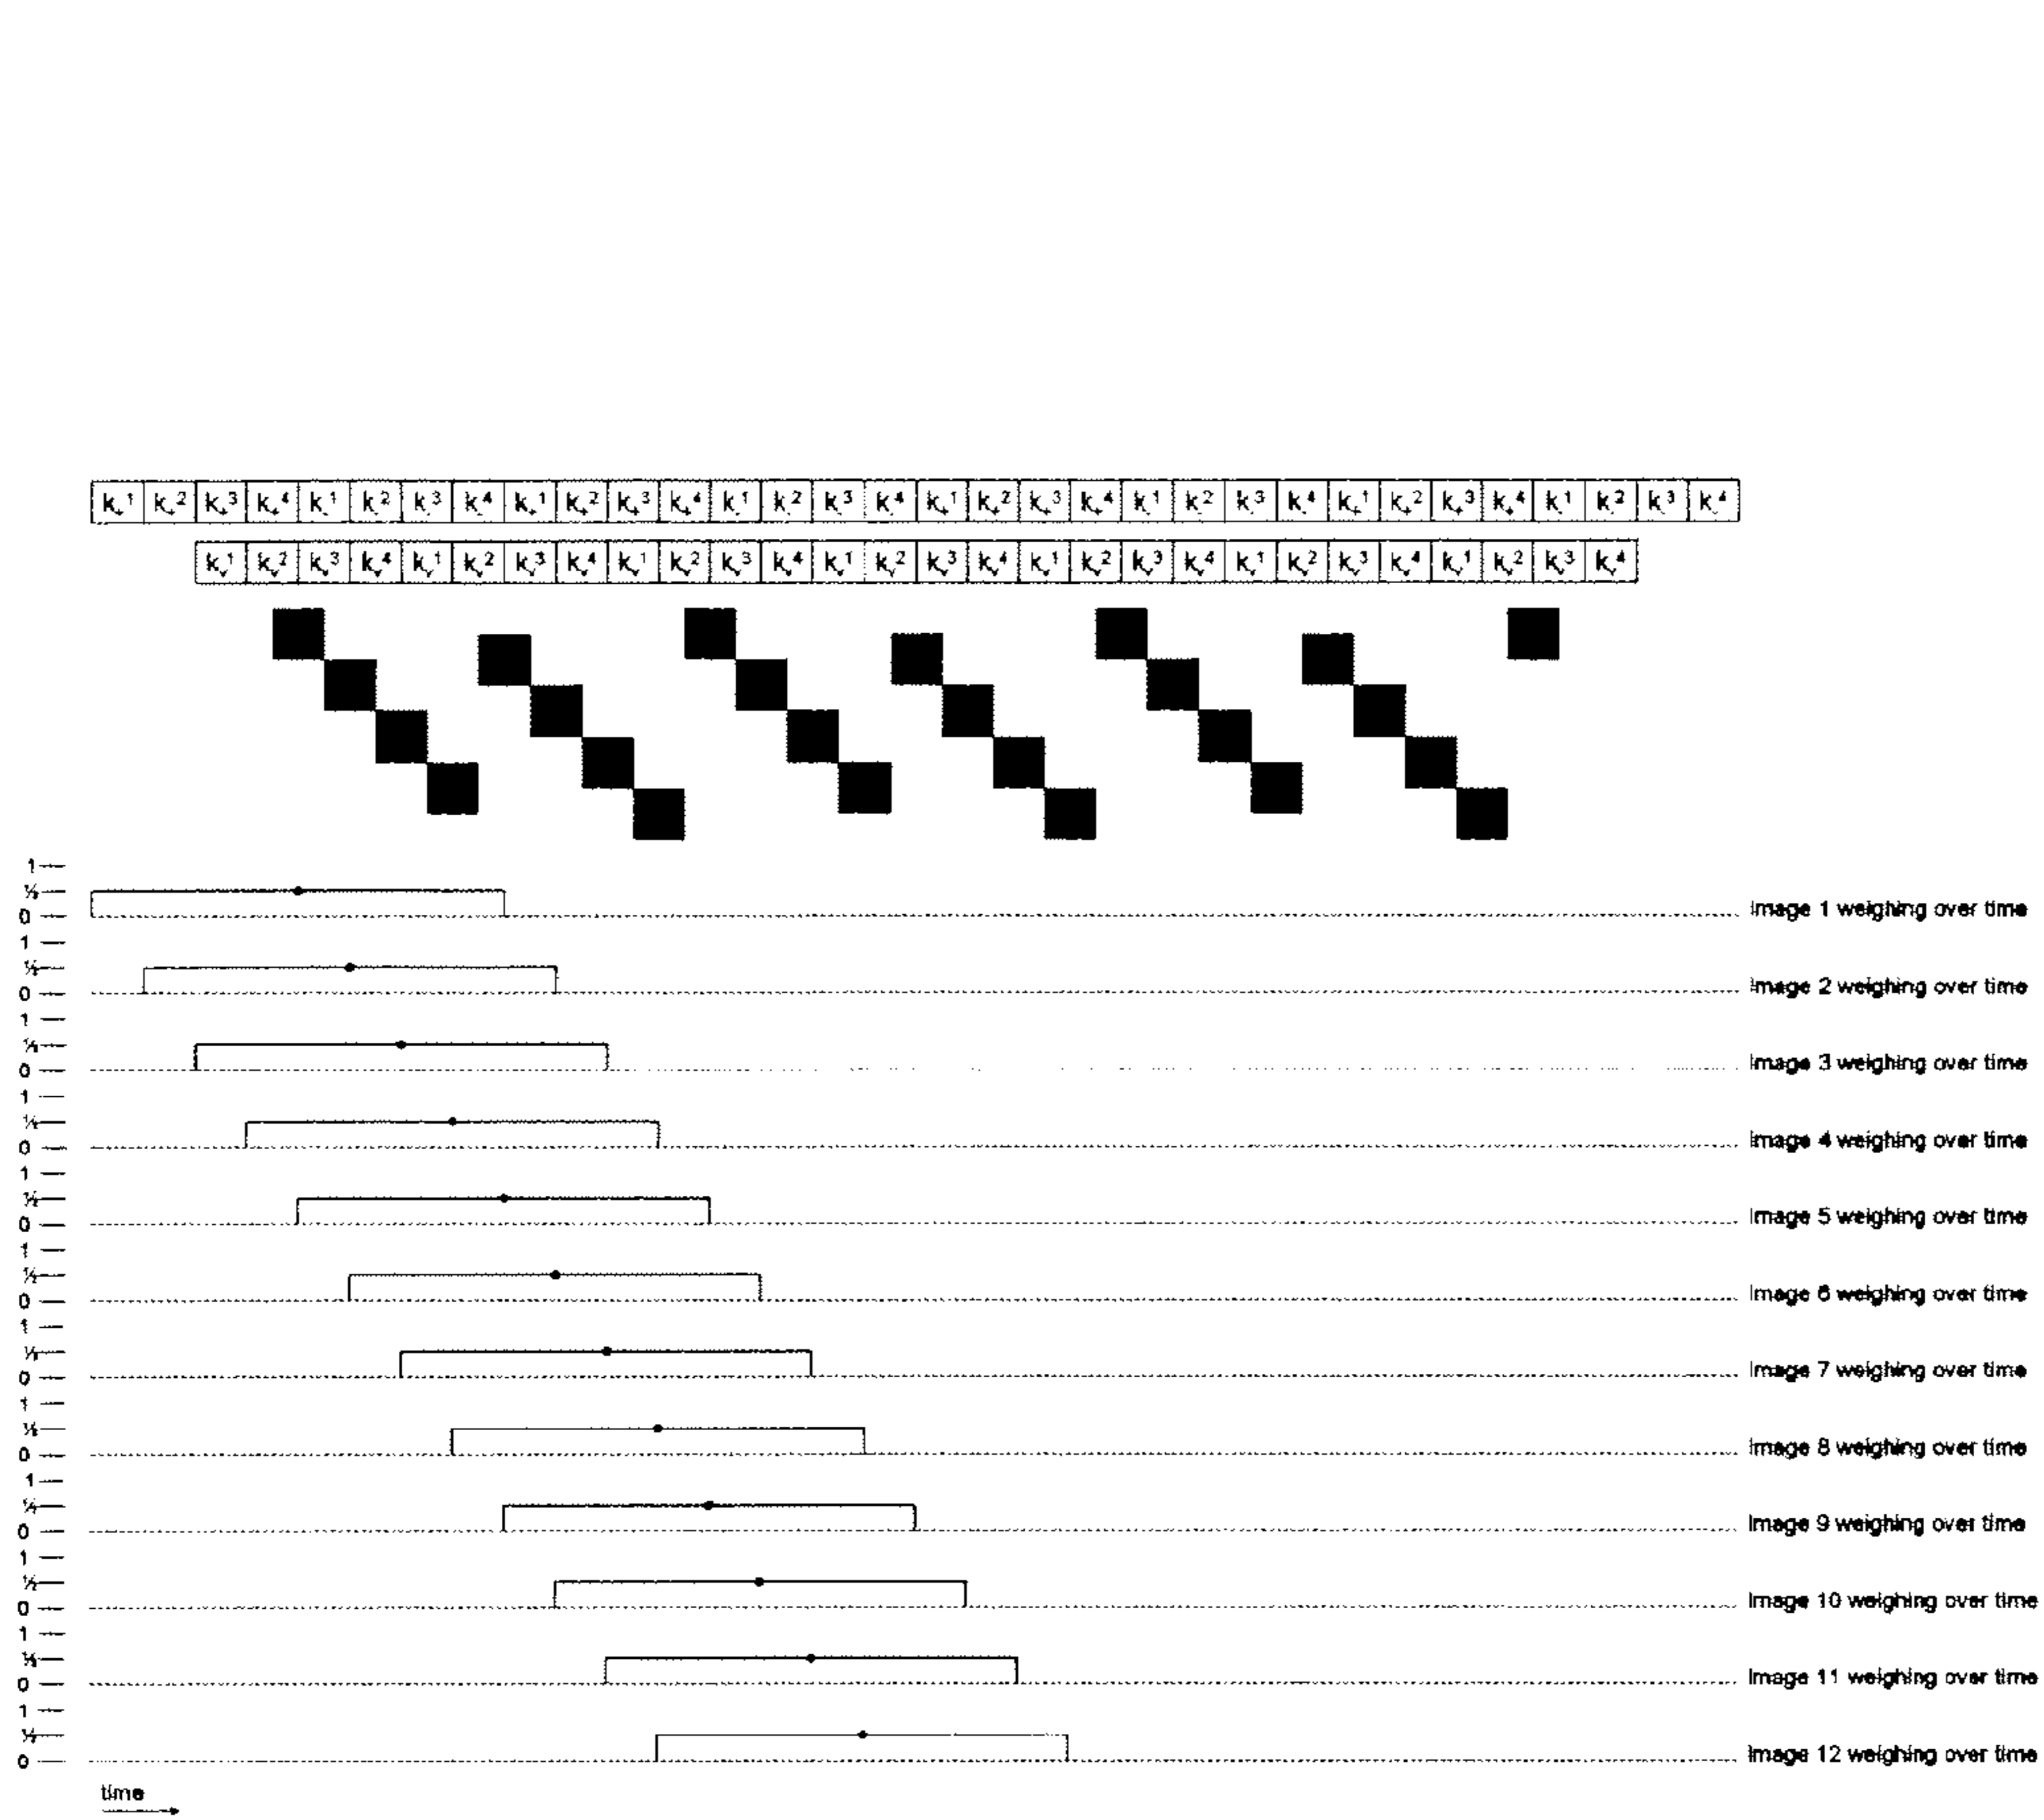 k₊1 k₊2 k₊3 k₊4 k₋1 k₋2 k₋3 k₋4 k₊1 k₊2 k₊3 k₊4 k₋1 k₋2 k₋3 k₋4 k₊1 k₊2 k₊3 k₊4 k₋1 k₋2 k₋3 k₋4 k₊1 k₊2 k₊3 k₊4 k₋1 k₋2 k₋3 k₋4
kᵥ1 kᵥ2 kᵥ3 kᵥ4 kᵥ1 kᵥ2 kᵥ3 kᵥ4 kᵥ1 kᵥ2 kᵥ3 kᵥ4 kᵥ1 kᵥ2 kᵥ3 kᵥ4 kᵥ1 kᵥ2 kᵥ3 kᵥ4 kᵥ1 kᵥ2 kᵥ3 kᵥ4 kᵥ1 kᵥ2 kᵥ3 kᵥ4
1
½
0 Image 1 weighing over time
1
½
0 Image 2 weighing over time
1
½
0 Image 3 weighing over time
1
½
0 Image 4 weighing over time
1
½
0 Image 5 weighing over time
1
½
0 Image 6 weighing over time
1
½
0 Image 7 weighing over time
1
½
0 Image 8 weighing over time
1
½
0 Image 9 weighing over time
1
½
0 Image 10 weighing over time
1
½
0 Image 11 weighing over time
1
½
0 Image 12 weighing over time
time